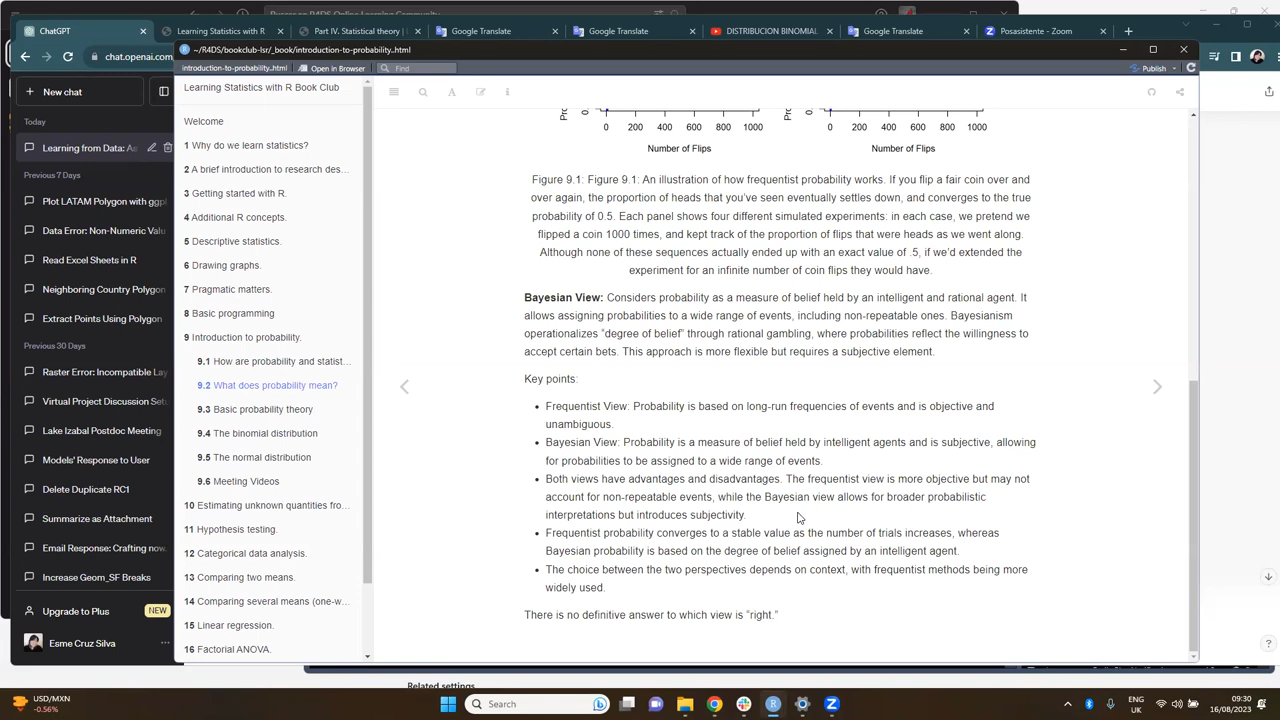 ChatGPT
Learning Statistics with R
Part IV. Statistical theory |
Google Translate
Google Translate
DISTRIBUCION BINOMIAL
Google Translate
Posasistente - Zoom
chat.openai.com
~/R4DS/bookclub-lsr/_book/introduction-to-probability.html
introduction-to-probability.html
Open in Browser
Find
Publish
New chat
Today
Learning from Data: As
Previous 7 Days
Plot LATAM Polygon with ggpl
Data Error: Non-Numeric Valu
Read Excel Sheets in R
Neighboring Country Polygon
Extract Points Using Polygon
Previous 30 Days
Raster Error: Incompatible Lay
Virtual Project Discussion Set
Lake Izabal Postdoc Meeting
Models' Response to User
Delete Duplicate RC1
Summarize as Attachment
Email Response: Crafting now.
Increase Geom_SF Breaks
Upgrade to Plus
NEW
Esme Cruz Silva
Learning Statistics with R Book Club
Welcome
1 Why do we learn statistics?
2 A brief introduction to research des…
3 Getting started with R.
4 Additional R concepts.
5 Descriptive statistics.
6 Drawing graphs.
7 Pragmatic matters.
8 Basic programming
9 Introduction to probability.
9.1 How are probability and statist…
9.2 What does probability mean?
9.3 Basic probability theory
9.4 The binomial distribution
9.5 The normal distribution
9.6 Meeting Videos
10 Estimating unknown quantities fro…
11 Hypothesis testing.
12 Categorical data analysis.
13 Comparing two means.
14 Comparing several means (one-w…
15 Linear regression.
16 Factorial ANOVA.
0 200 400 600 800 1000
0 200 400 600 800 1000
Number of Flips
Number of Flips
Figure 9.1: Figure 9.1: An illustration of how frequentist probability works. If you flip a fair coin over and
over again, the proportion of heads that you've seen eventually settles down, and converges to the true
probability of 0.5. Each panel shows four different simulated experiments: in each case, we pretend we
flipped a coin 1000 times, and kept track of the proportion of flips that were heads as we went along.
Although none of these sequences actually ended up with an exact value of .5, if we'd extended the
experiment for an infinite number of coin flips they would have.
Bayesian View: Considers probability as a measure of belief held by an intelligent and rational agent. It
allows assigning probabilities to a wide range of events, including non-repeatable ones. Bayesianism
operationalizes "degree of belief" through rational gambling, where probabilities reflect the willingness to
accept certain bets. This approach is more flexible but requires a subjective element.
Key points:
• Frequentist View: Probability is based on long-run frequencies of events and is objective and
unambiguous.
• Bayesian View: Probability is a measure of belief held by intelligent agents and is subjective, allowing
for probabilities to be assigned to a wide range of events.
• Both views have advantages and disadvantages. The frequentist view is more objective but may not
account for non-repeatable events, while the Bayesian view allows for broader probabilistic
interpretations but introduces subjectivity.
• Frequentist probability converges to a stable value as the number of trials increases, whereas
Bayesian probability is based on the degree of belief assigned by an intelligent agent.
• The choice between the two perspectives depends on context, with frequentist methods being more
widely used.
There is no definitive answer to which view is "right."
Related settings
USD/MXN
-0.56%
Search
ENG
UK
09:30
16/08/2023